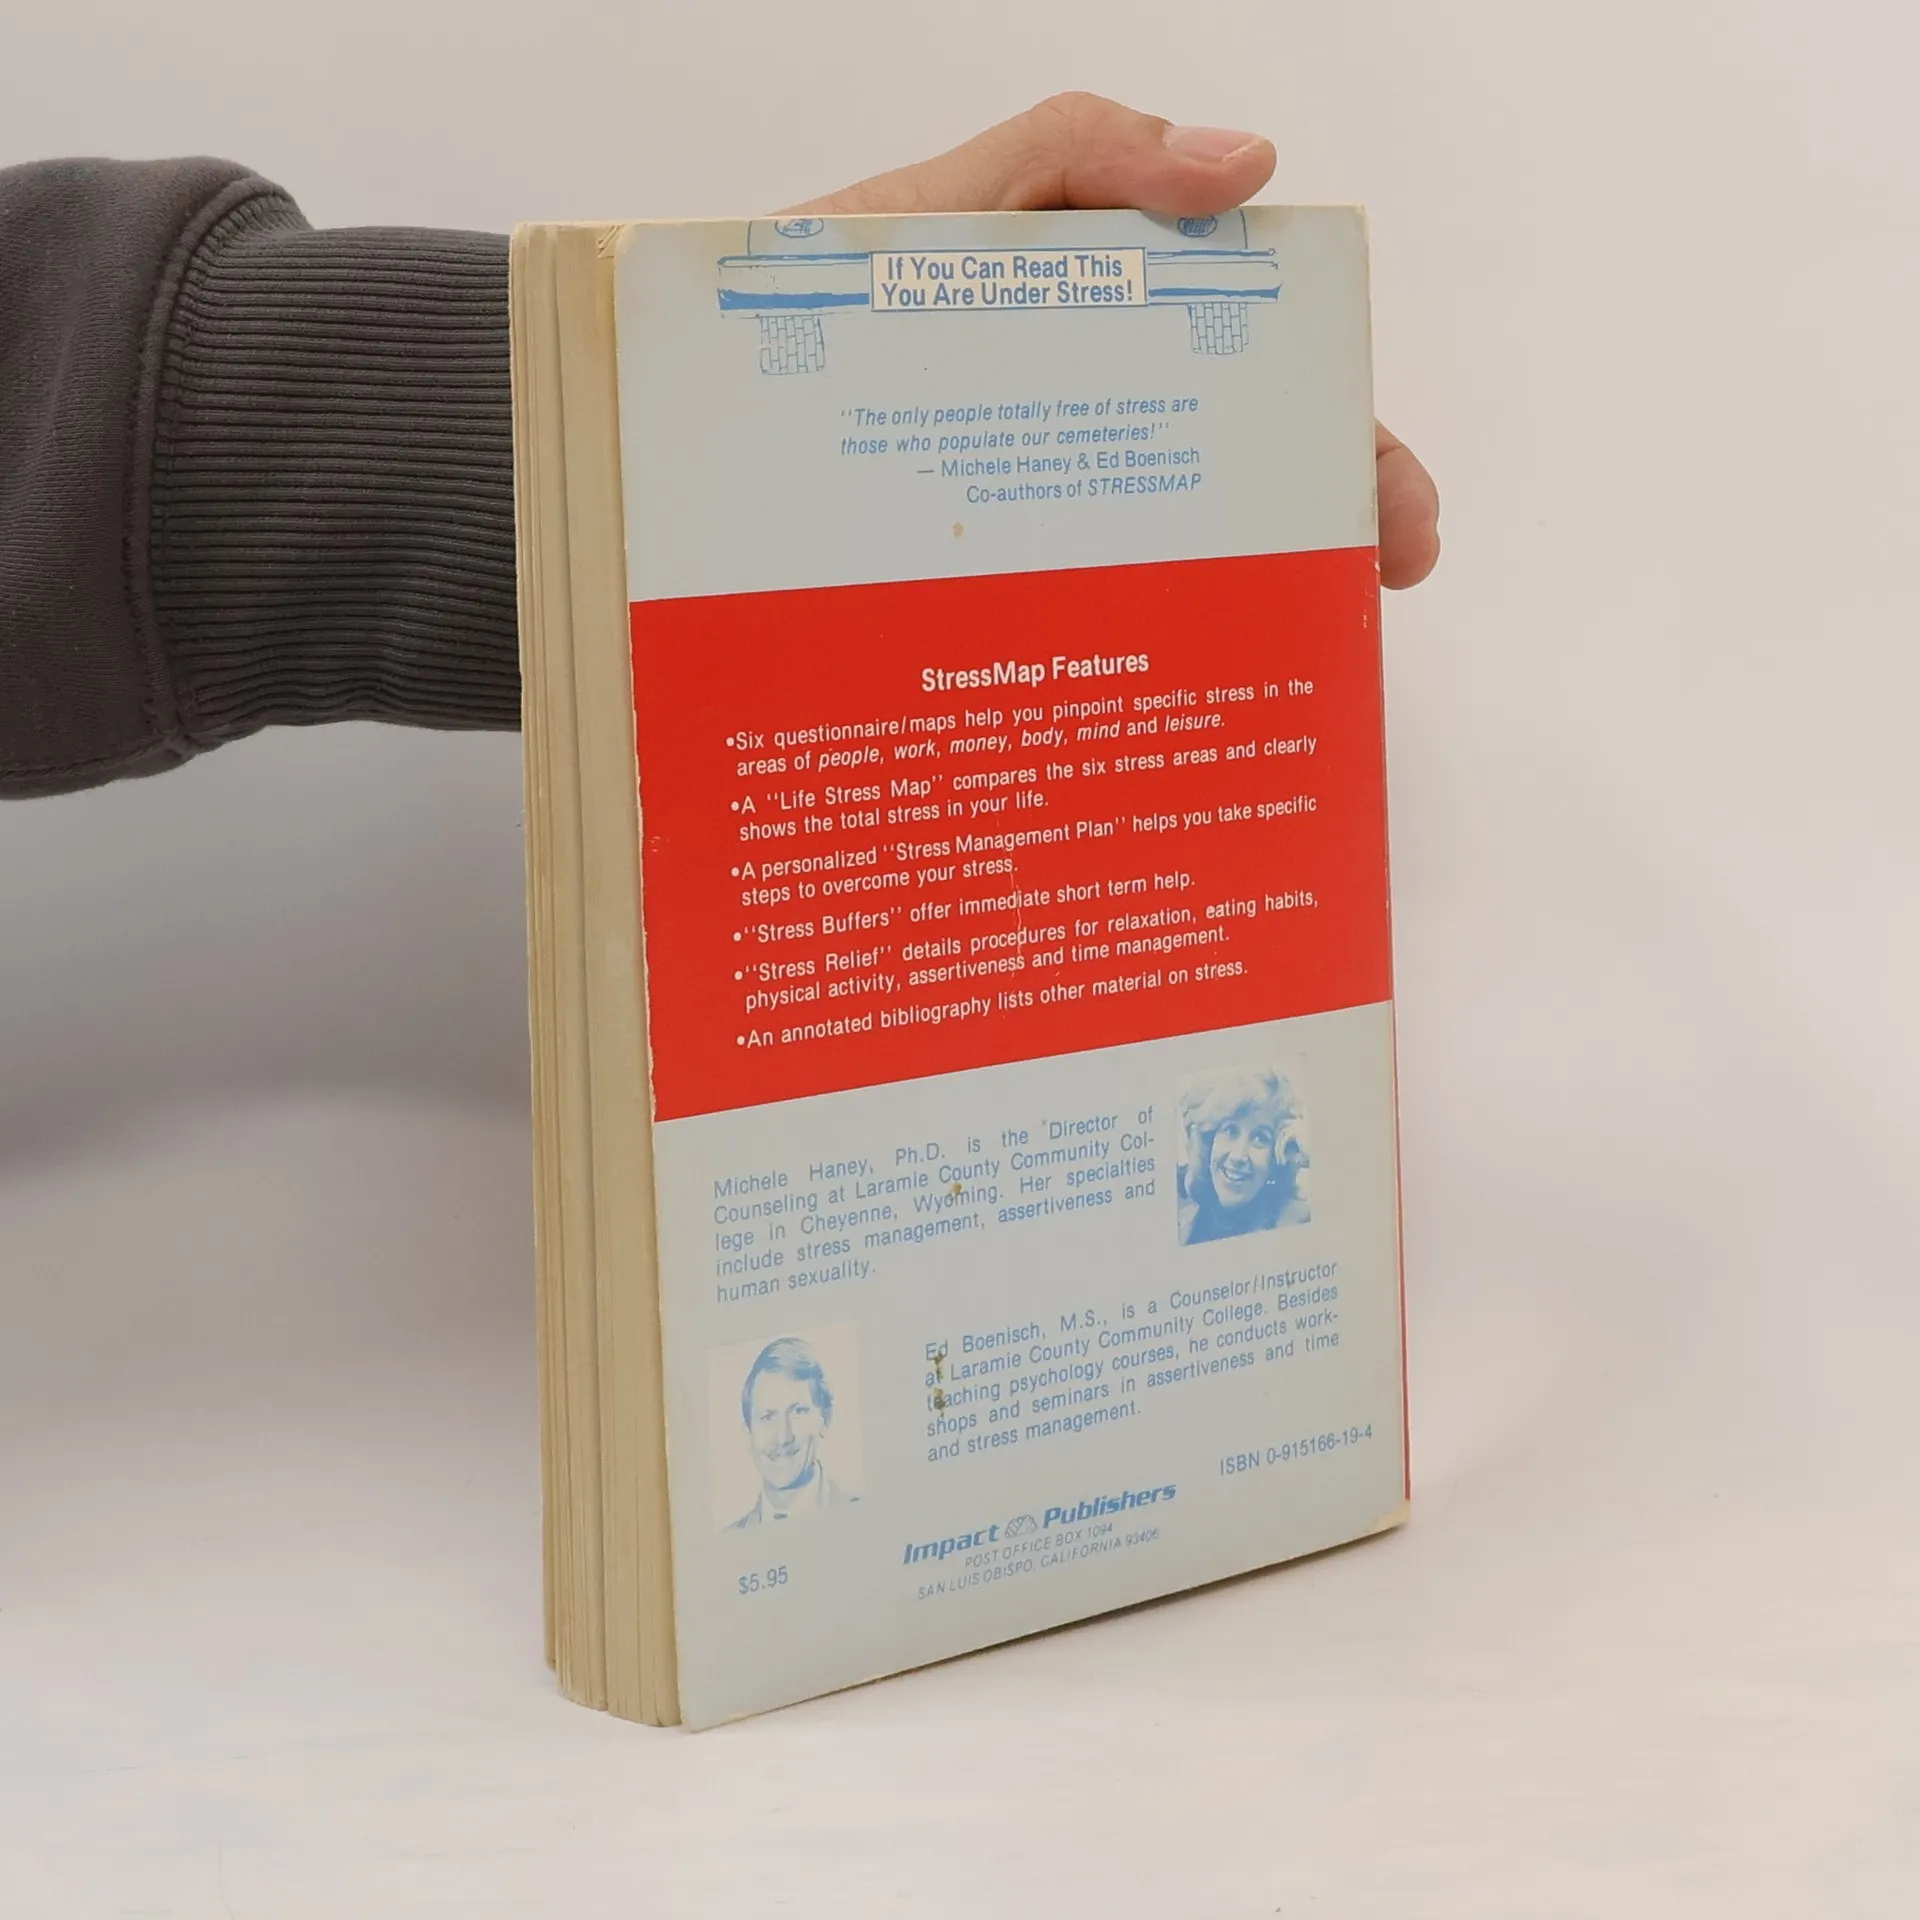 If You Can Read This
You Are Under Stress!
''The only people totally free of stress are
those who populate our cemeteries!''
— Michele Haney & Ed Boenisch
Co-authors of STRESSMAP
StressMap Features
•Six questionnaire/maps help you pinpoint specific stress in the
areas of people, work, money, body, mind and leisure.
•A ''Life Stress Map'' compares the six stress areas and clearly
shows the total stress in your life.
•A personalized ''Stress Management Plan'' helps you take specific
steps to overcome your stress.
•''Stress Buffers'' offer immediate short term help.
•''Stress Relief'' details procedures for relaxation, eating habits,
physical activity, assertiveness and time management.
•An annotated bibliography lists other material on stress.
Michele Haney, Ph.D. is the Director of
Counseling at Laramie County Community Col-
lege in Cheyenne, Wyoming. Her specialties
include stress management, assertiveness and
human sexuality.
Ed Boenisch, M.S., is a Counselor/Instructor
at Laramie County Community College. Besides
teaching psychology courses, he conducts work-
shops and seminars in assertiveness and time
and stress management.
ISBN 0-915166-19-4
Impact Publishers
POST OFFICE BOX 1094
SAN LUIS OBISPO, CALIFORNIA 93406
$5.95